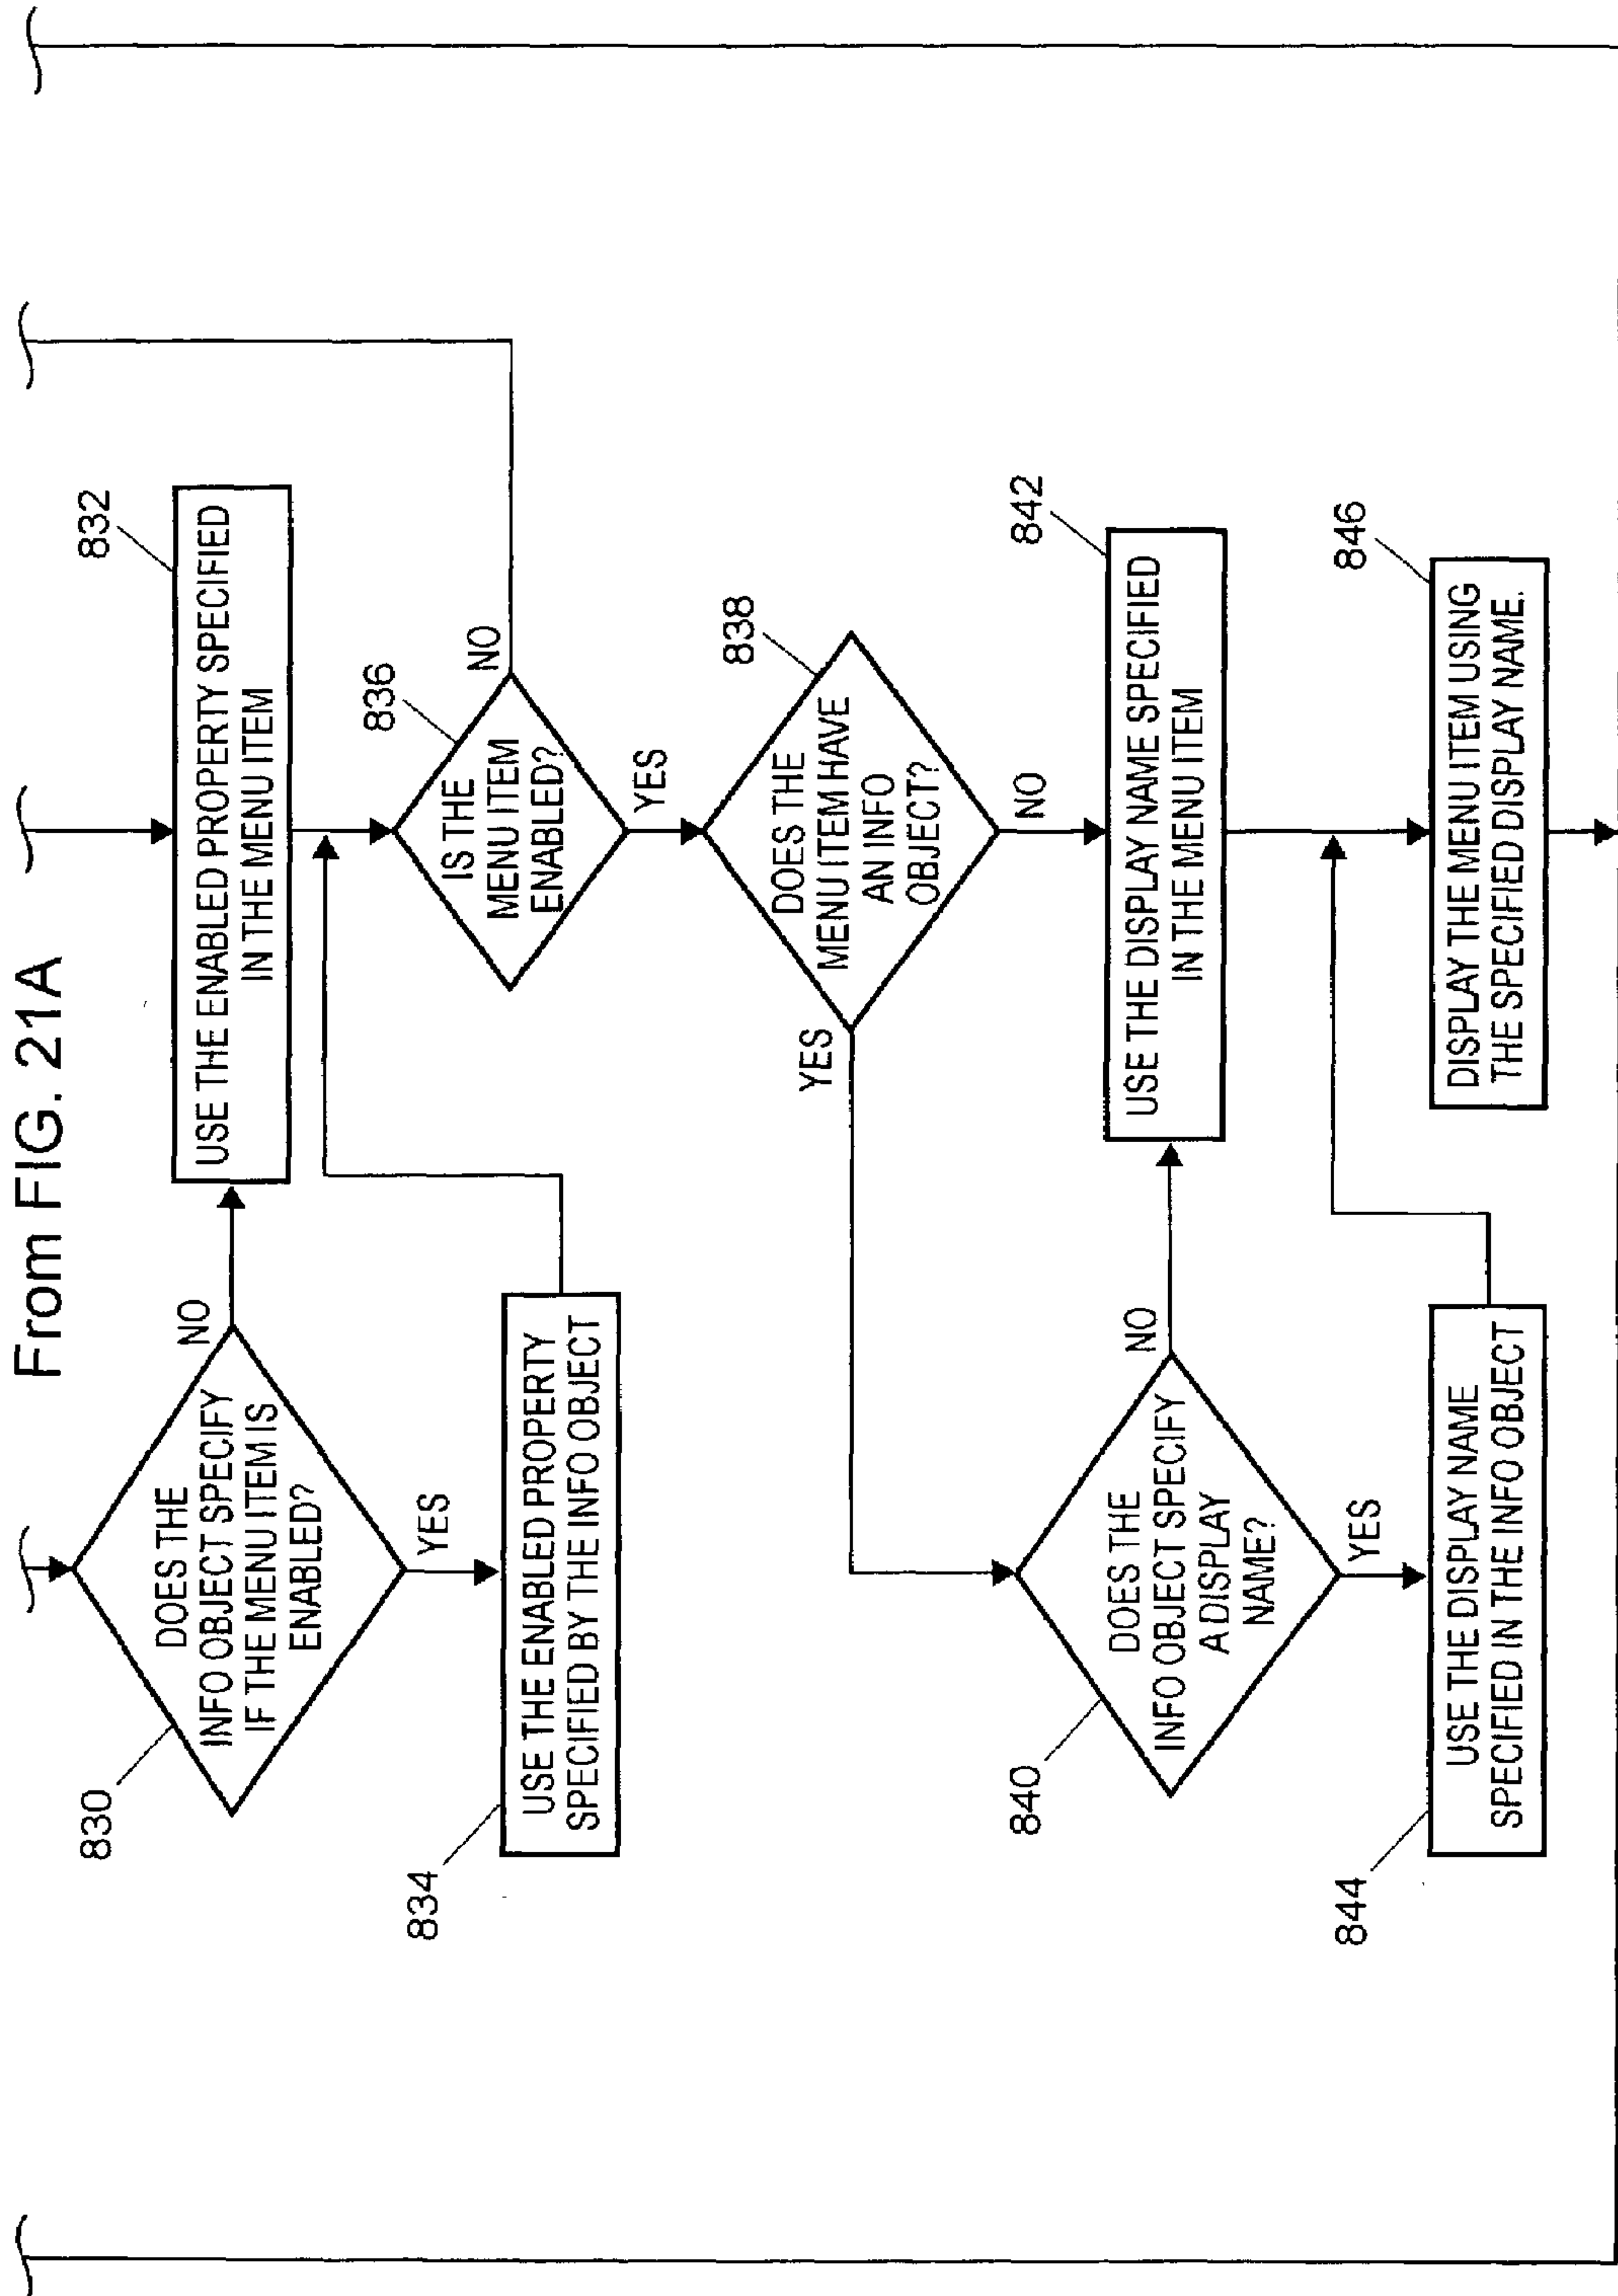 From FIG. 21A
830
DOES THE
INFO OBJECT SPECIFY
IF THE MENU ITEM IS
ENABLED?
NO
YES
832
USE THE ENABLED PROPERTY SPECIFIED
IN THE MENU ITEM
834
USE THE ENABLED PROPERTY
SPECIFIED BY THE INFO OBJECT
836
IS THE
MENU ITEM
ENABLED?
NO
YES
838
DOES THE
MENU ITEM HAVE
AN INFO
OBJECT?
YES
NO
840
DOES THE
INFO OBJECT SPECIFY
A DISPLAY
NAME?
NO
YES
842
USE THE DISPLAY NAME SPECIFIED
IN THE MENU ITEM
844
USE THE DISPLAY NAME
SPECIFIED IN THE INFO OBJECT
846
DISPLAY THE MENU ITEM USING
THE SPECIFIED DISPLAY NAME.